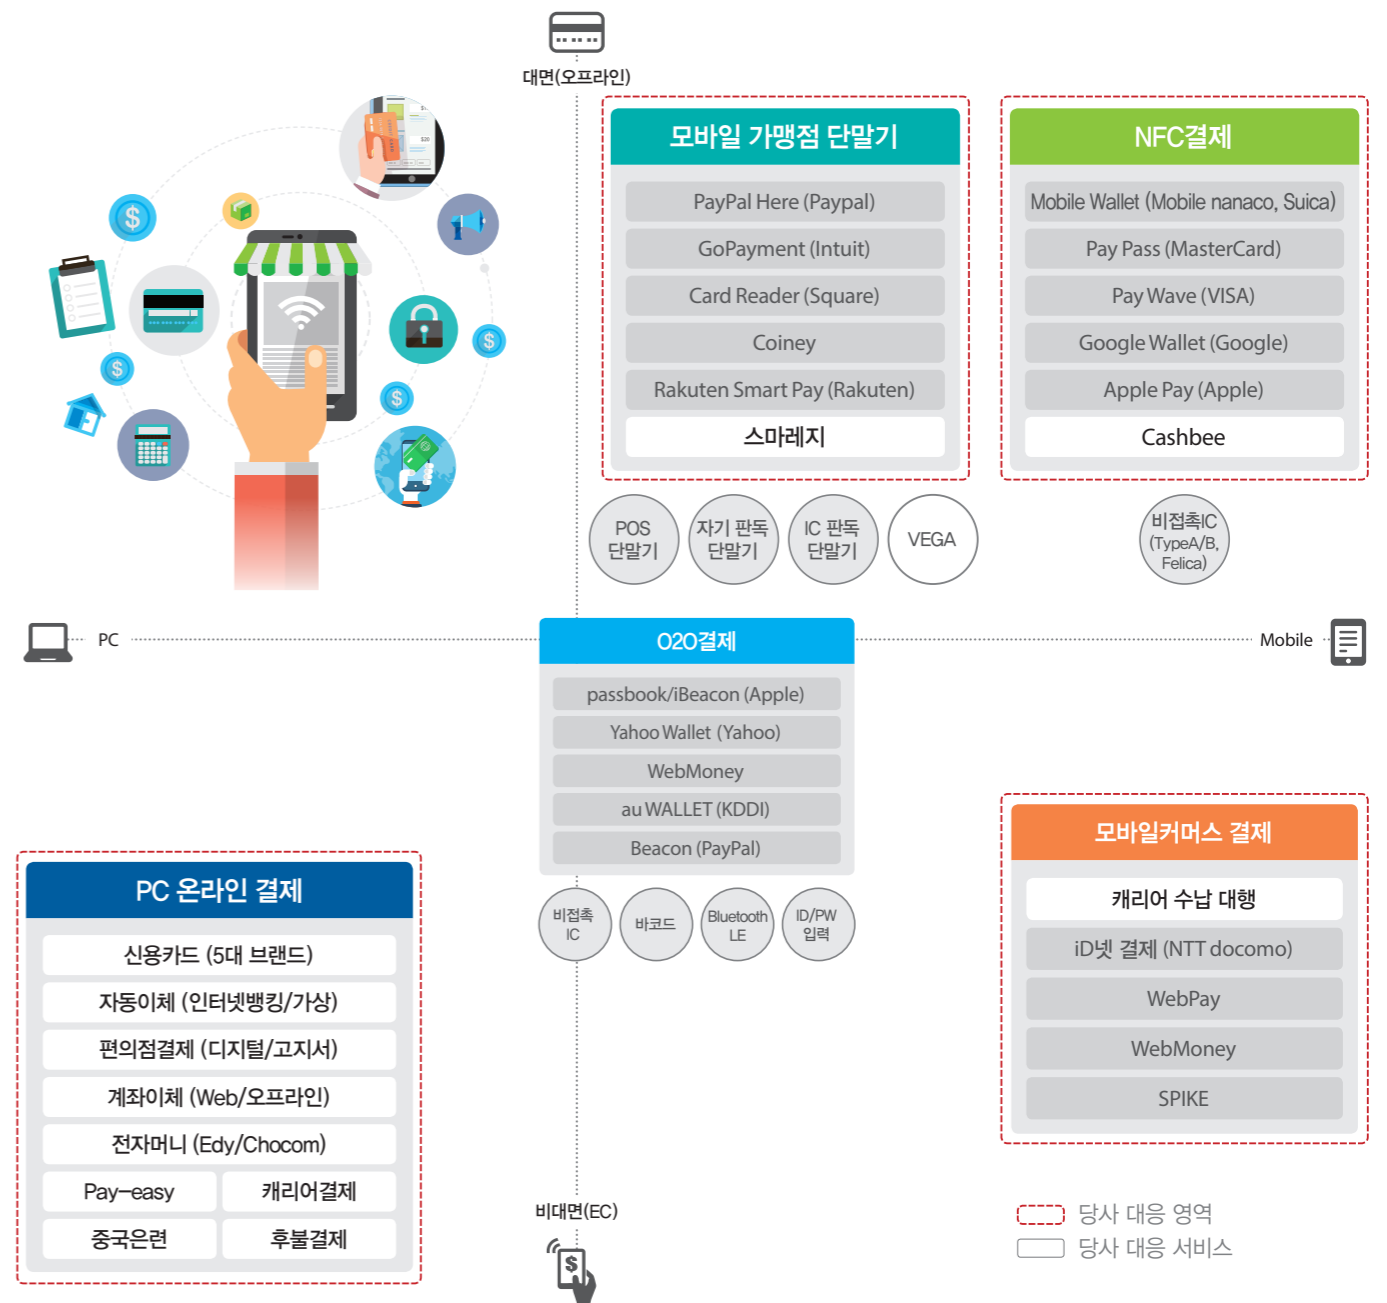 대면(오프라인)
모바일 가맹점 단말기
PayPal Here (Paypal)
GoPayment (Intuit)
Card Reader (Square)
Coiney
Rakuten Smart Pay (Rakuten)
스마레지
POS
단말기
자기 판독
단말기
IC 판독
단말기
VEGA
NFC결제
Mobile Wallet (Mobile nanaco, Suica)
Pay Pass (MasterCard)
Pay Wave (VISA)
Google Wallet (Google)
Apple Pay (Apple)
Cashbee
비접촉IC
(TypeA/B,
Felica)
PC
Mobile
O2O결제
passbook/iBeacon (Apple)
Yahoo Wallet (Yahoo)
WebMoney
au WALLET (KDDI)
Beacon (PayPal)
비접촉
IC
바코드
Bluetooth
LE
ID/PW
입력
PC 온라인 결제
신용카드 (5대 브랜드)
자동이체 (인터넷뱅킹/가상)
편의점결제 (디지털/고지서)
계좌이체 (Web/오프라인)
전자머니 (Edy/Chocom)
Pay-easy
캐리어결제
중국은련
후불결제
모바일커머스 결제
캐리어 수납 대행
iD넷 결제 (NTT docomo)
WebPay
WebMoney
SPIKE
비대면(EC)
당사 대응 영역
당사 대응 서비스